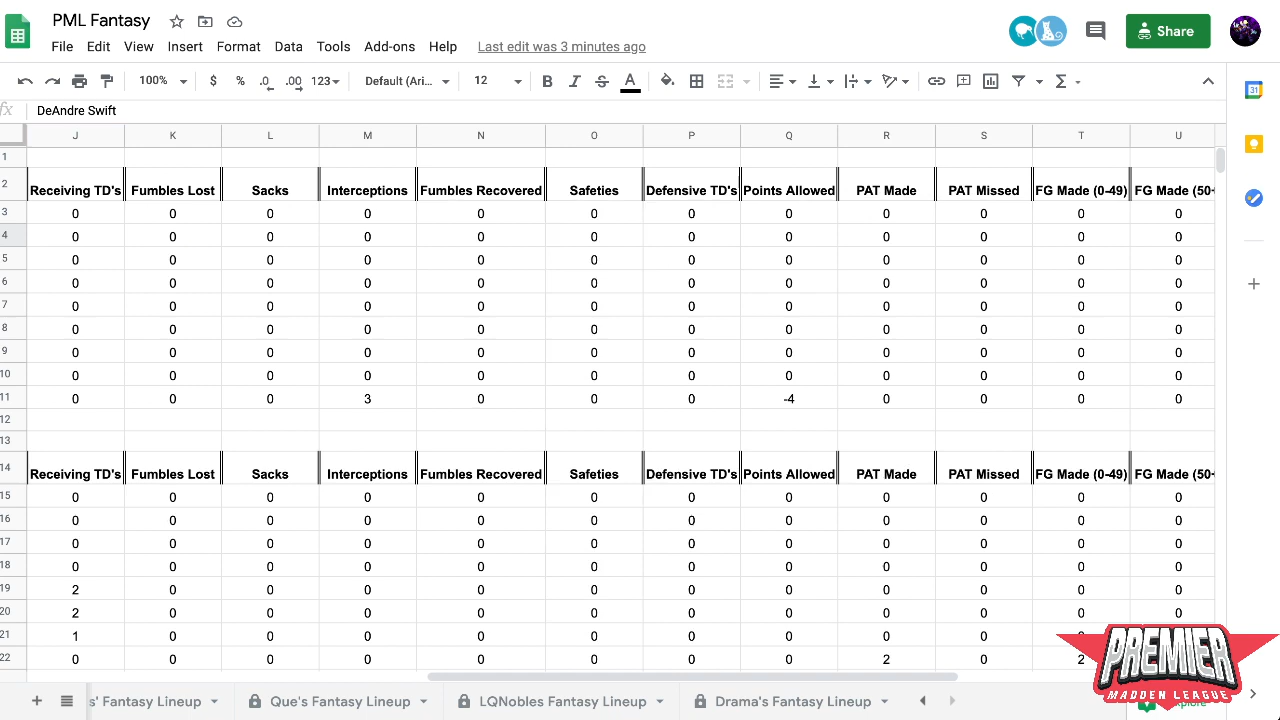 PML Fantasy
File Edit View Insert Format Data Tools Add-ons Help Last edit was 3 minutes ago
Share
100% $ % .0 .00 123 Default (Ari... 12 B I S A Σ
fx DeAndre Swift
J K L M N O P Q R S T U
1
2 Receiving TD's Fumbles Lost Sacks Interceptions Fumbles Recovered Safeties Defensive TD's Points Allowed PAT Made PAT Missed FG Made (0-49) FG Made (50+
3 0 0 0 0 0 0 0 0 0 0 0 0
4 0 0 0 0 0 0 0 0 0 0 0 0
5 0 0 0 0 0 0 0 0 0 0 0 0
6 0 0 0 0 0 0 0 0 0 0 0 0
7 0 0 0 0 0 0 0 0 0 0 0 0
8 0 0 0 0 0 0 0 0 0 0 0 0
9 0 0 0 0 0 0 0 0 0 0 0 0
10 0 0 0 0 0 0 0 0 0 0 0 0
11 0 0 0 3 0 0 0 -4 0 0 0 0
12
13
14 Receiving TD's Fumbles Lost Sacks Interceptions Fumbles Recovered Safeties Defensive TD's Points Allowed PAT Made PAT Missed FG Made (0-49) FG Made (50+
15 0 0 0 0 0 0 0 0 0 0 0 0
16 0 0 0 0 0 0 0 0 0 0 0 0
17 0 0 0 0 0 0 0 0 0 0 0 0
18 0 0 0 0 0 0 0 0 0 0 0 0
19 2 0 0 0 0 0 0 0 0 0 0 0
20 2 0 0 0 0 0 0 0 0 0 0 0
21 1 0 0 0 0 0 0 0 0 0 0
22 0 0 0 0 0 0 0 0 2 0 2
PREMIER
MADDEN LEAGUE
s' Fantasy Lineup Que's Fantasy Lineup LQNotes Fantasy Lineup Drama's Fantasy Lineup
31